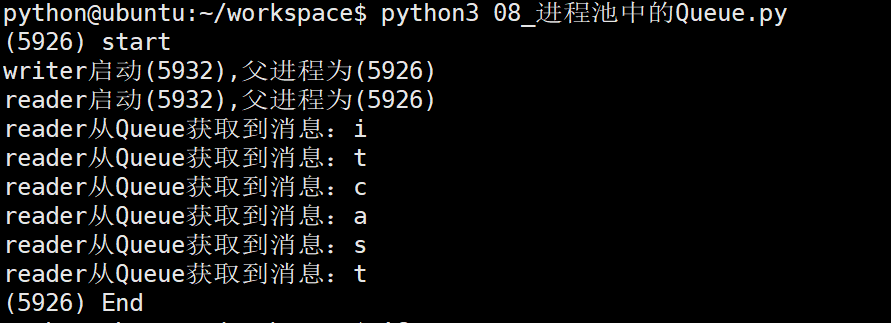 python@ubuntu:~/workspace$ python3 08_进程池中的Queue.py
(5926) start
writer启动(5932),父进程为(5926)
reader启动(5932),父进程为(5926)
reader从Queue获取到消息：i
reader从Queue获取到消息：t
reader从Queue获取到消息：c
reader从Queue获取到消息：a
reader从Queue获取到消息：s
reader从Queue获取到消息：t
(5926) End